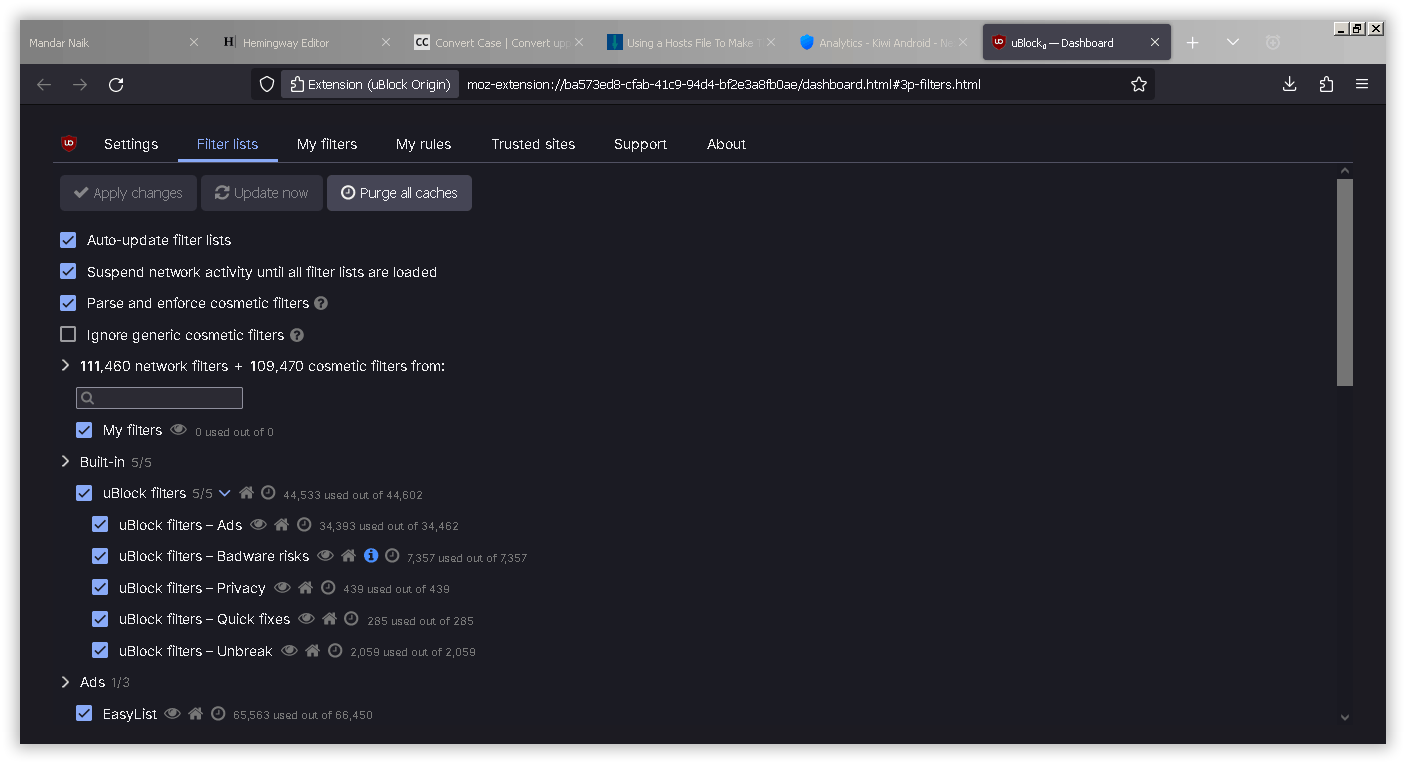 Mandar Naik
H Hemingway Editor
CC Convert Case | Convert upp
Using a Hosts File To Make T
Analytics - Kiwi Android - Ne
uBlock₀ — Dashboard
Extension (uBlock Origin) moz-extension://ba573ed8-cfab-41c9-94d4-bf2e3a8fb0ae/dashboard.html#3p-filters.html
Settings Filter lists My filters My rules Trusted sites Support About
Apply changes Update now Purge all caches
Auto-update filter lists
Suspend network activity until all filter lists are loaded
Parse and enforce cosmetic filters
Ignore generic cosmetic filters
111,460 network filters + 109,470 cosmetic filters from:
My filters 0 used out of 0
Built-in 5/5
uBlock filters 5/5 44,533 used out of 44,602
uBlock filters – Ads 34,393 used out of 34,462
uBlock filters – Badware risks 7,357 used out of 7,357
uBlock filters – Privacy 439 used out of 439
uBlock filters – Quick fixes 285 used out of 285
uBlock filters – Unbreak 2,059 used out of 2,059
Ads 1/3
EasyList 65,563 used out of 66,450